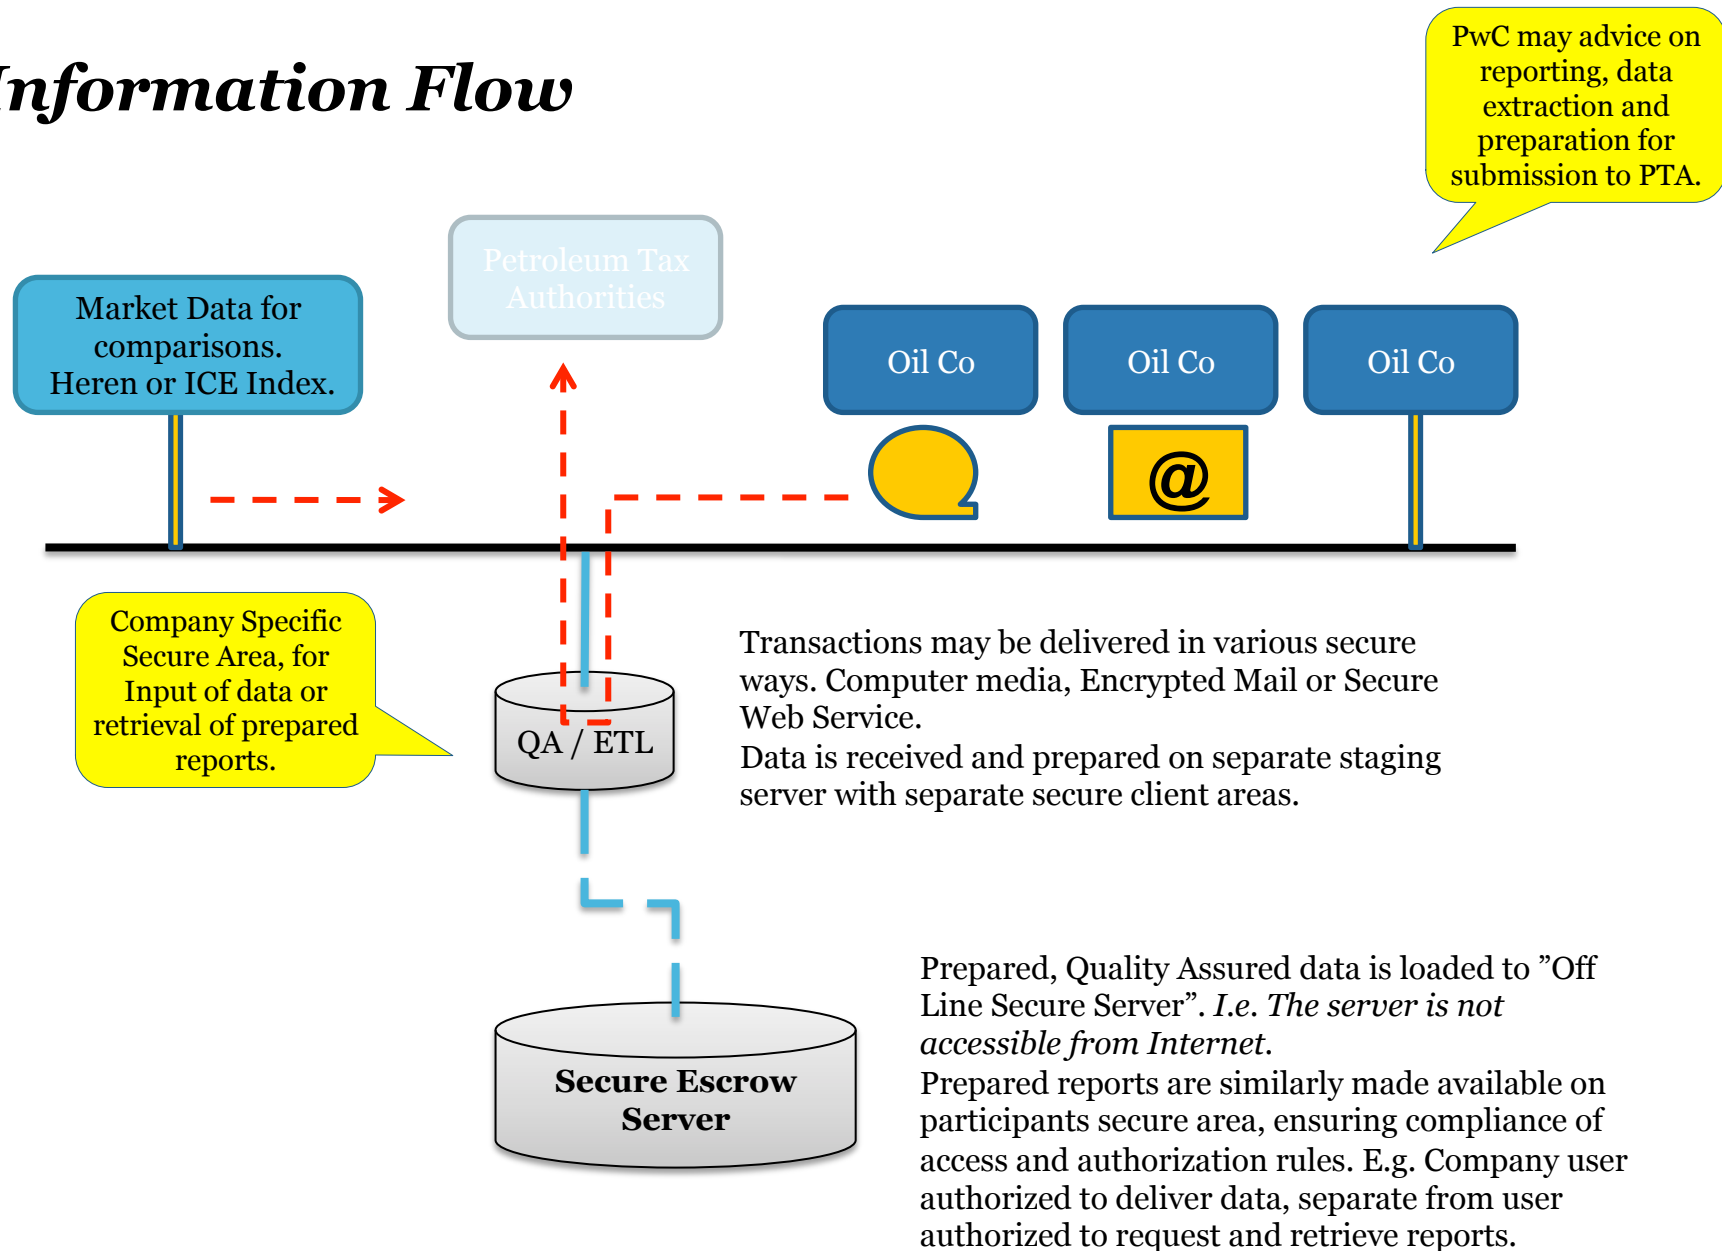 Information Flow
PwC may advice on
reporting, data
extraction and
preparation for
submission to PTA.
Petroleum Tax
Authorities
Market Data for
comparisons.
Heren or ICE Index.
Oil Co
Oil Co
Oil Co
@
Company Specific
Secure Area, for
Input of data or
retrieval of prepared
reports.
QA / ETL
Transactions may be delivered in various secure
ways. Computer media, Encrypted Mail or Secure
Web Service.
Data is received and prepared on separate staging
server with separate secure client areas.
Secure Escrow
Server
Prepared, Quality Assured data is loaded to ”Off
Line Secure Server”. I.e. The server is not
accessible from Internet.
Prepared reports are similarly made available on
participants secure area, ensuring compliance of
access and authorization rules. E.g. Company user
authorized to deliver data, separate from user
authorized to request and retrieve reports.